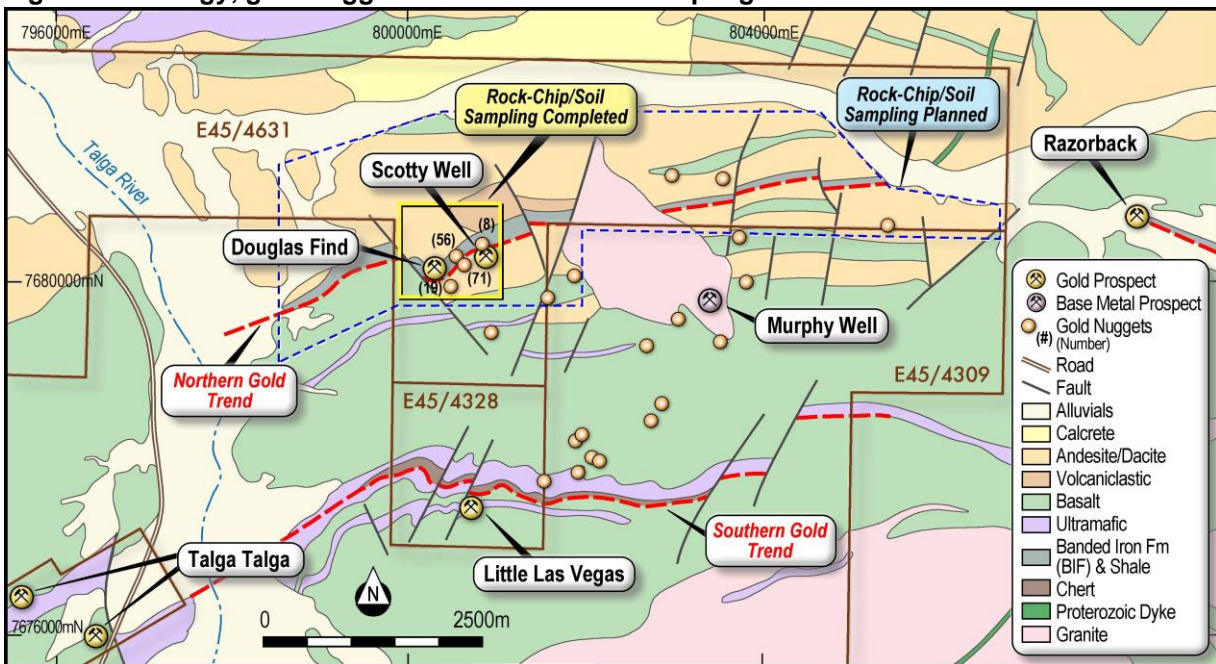 796000mE
800000mE
804000mE
Rock-Chip/Soil
Sampling Completed
Rock-Chip/Soil
Sampling Planned
E45/4631
Talga River
Scotty Well
Razorback
Douglas Find
(8)
(56)
(71)
(19)
7680000mN
Murphy Well
Northern Gold
Trend
E45/4309
E45/4328
Southern Gold
Trend
Talga Talga
Little Las Vegas
N
7676000mN
0
2500m
Gold Prospect
Base Metal Prospect
Gold Nuggets
(#) (Number)
Road
Fault
Alluvials
Calcrete
Andesite/Dacite
Volcaniclastic
Basalt
Ultramafic
Banded Iron Fm
(BIF) & Shale
Chert
Proterozoic Dyke
Granite